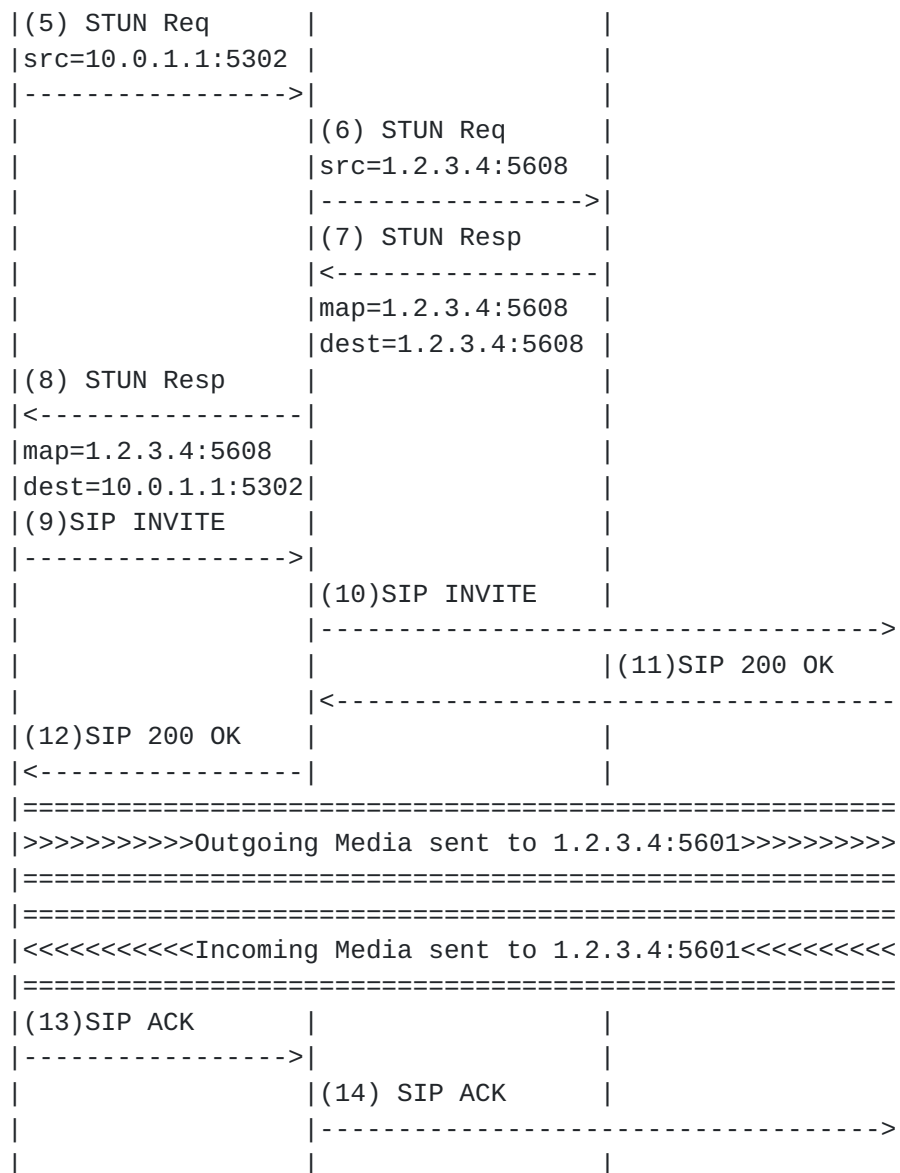 |(5) STUN Req      |                  |
|src=10.0.1.1:5302 |                  |
|----------------->|                  |
|                  |(6) STUN Req      |
|                  |src=1.2.3.4:5608  |
|                  |----------------->|
|                  |(7) STUN Resp     |
|                  |<-----------------|
|                  |map=1.2.3.4:5608  |
|                  |dest=1.2.3.4:5608 |
|(8) STUN Resp     |                  |
|<-----------------|                  |
|map=1.2.3.4:5608  |                  |
|dest=10.0.1.1:5302|                  |
|(9)SIP INVITE     |                  |
|----------------->|                  |
|                  |(10)SIP INVITE    |
|                  |------------------------------------>
|                  |                  |(11)SIP 200 OK
|                  |<------------------------------------
|(12)SIP 200 OK    |                  |
|<-----------------|                  |
|========================================================
|>>>>>>>>>>>Outgoing Media sent to 1.2.3.4:5601>>>>>>>>>>
|========================================================
|========================================================
|<<<<<<<<<<<Incoming Media sent to 1.2.3.4:5601<<<<<<<<<<
|========================================================
|(13)SIP ACK       |                  |
|----------------->|                  |
|                  |(14) SIP ACK      |
|                  |------------------------------------>
|                  |                  |